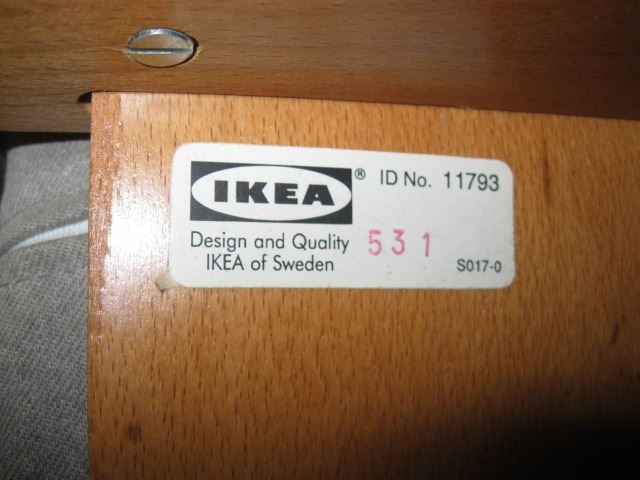 IKEA® ID No. 11793
Design and Quality 531
IKEA of Sweden S017-0